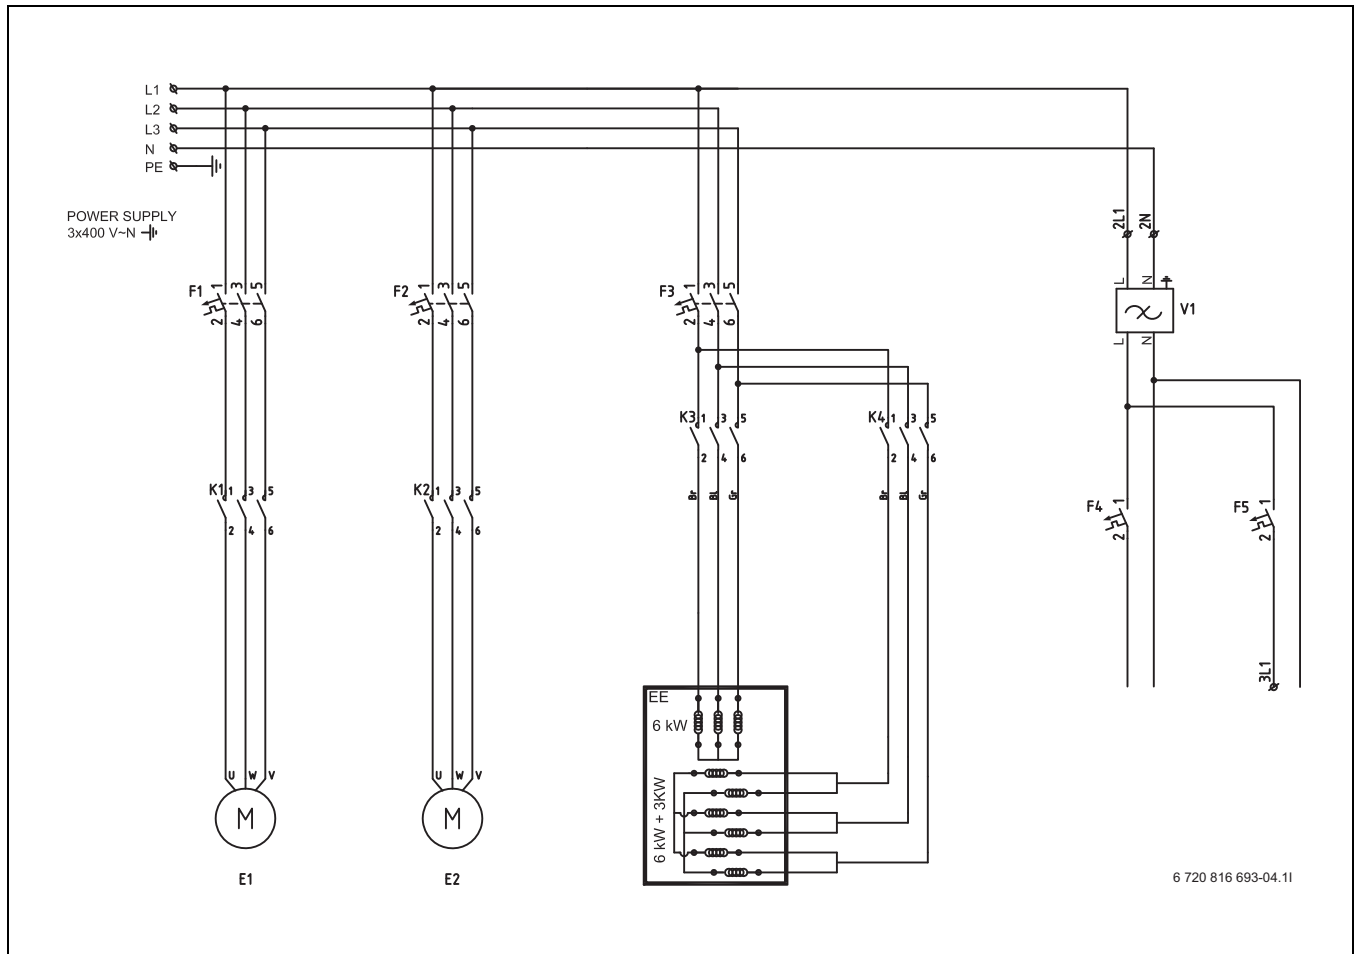 L1
L2
L3
N
PE
POWER SUPPLY
3x400 V~N
2L1 2N
L N
F1 1 3 5
2 4 6
F2 1 3 5
2 4 6
F3 1 3 5
2 4 6
V1
L N
K3 1 3 5
2 4 6
K4 1 3 5
2 4 6
Br Bl Gr
Br Bl Gr
K1 1 3 5
2 4 6
K2 1 3 5
2 4 6
F4 1
2
F5 1
2
3L1
EE
6 kW
6 kW + 3KW
U W V
U W V
M
M
E1
E2
6 720 816 693-04.1I